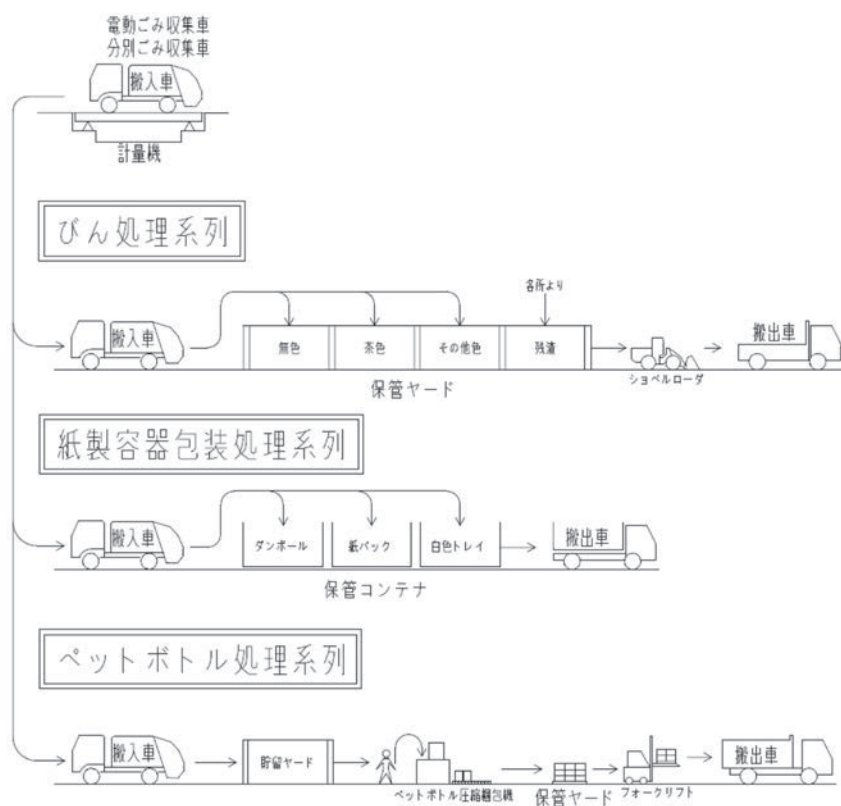 電動ごみ収集車
分別ごみ収集車
搬入車
計量機
びん処理系列
各所より
搬入車
無色
茶色
その他色
残渣
搬出車
ショベルローダ
保管ヤード
紙製容器包装処理系列
搬入車
ダンボール
紙パック
白色トレイ
搬出車
保管コンテナ
ペットボトル処理系列
搬入車
貯留ヤード
搬出車
ペットボトル圧縮梱包機
保管ヤード
フォークリフト